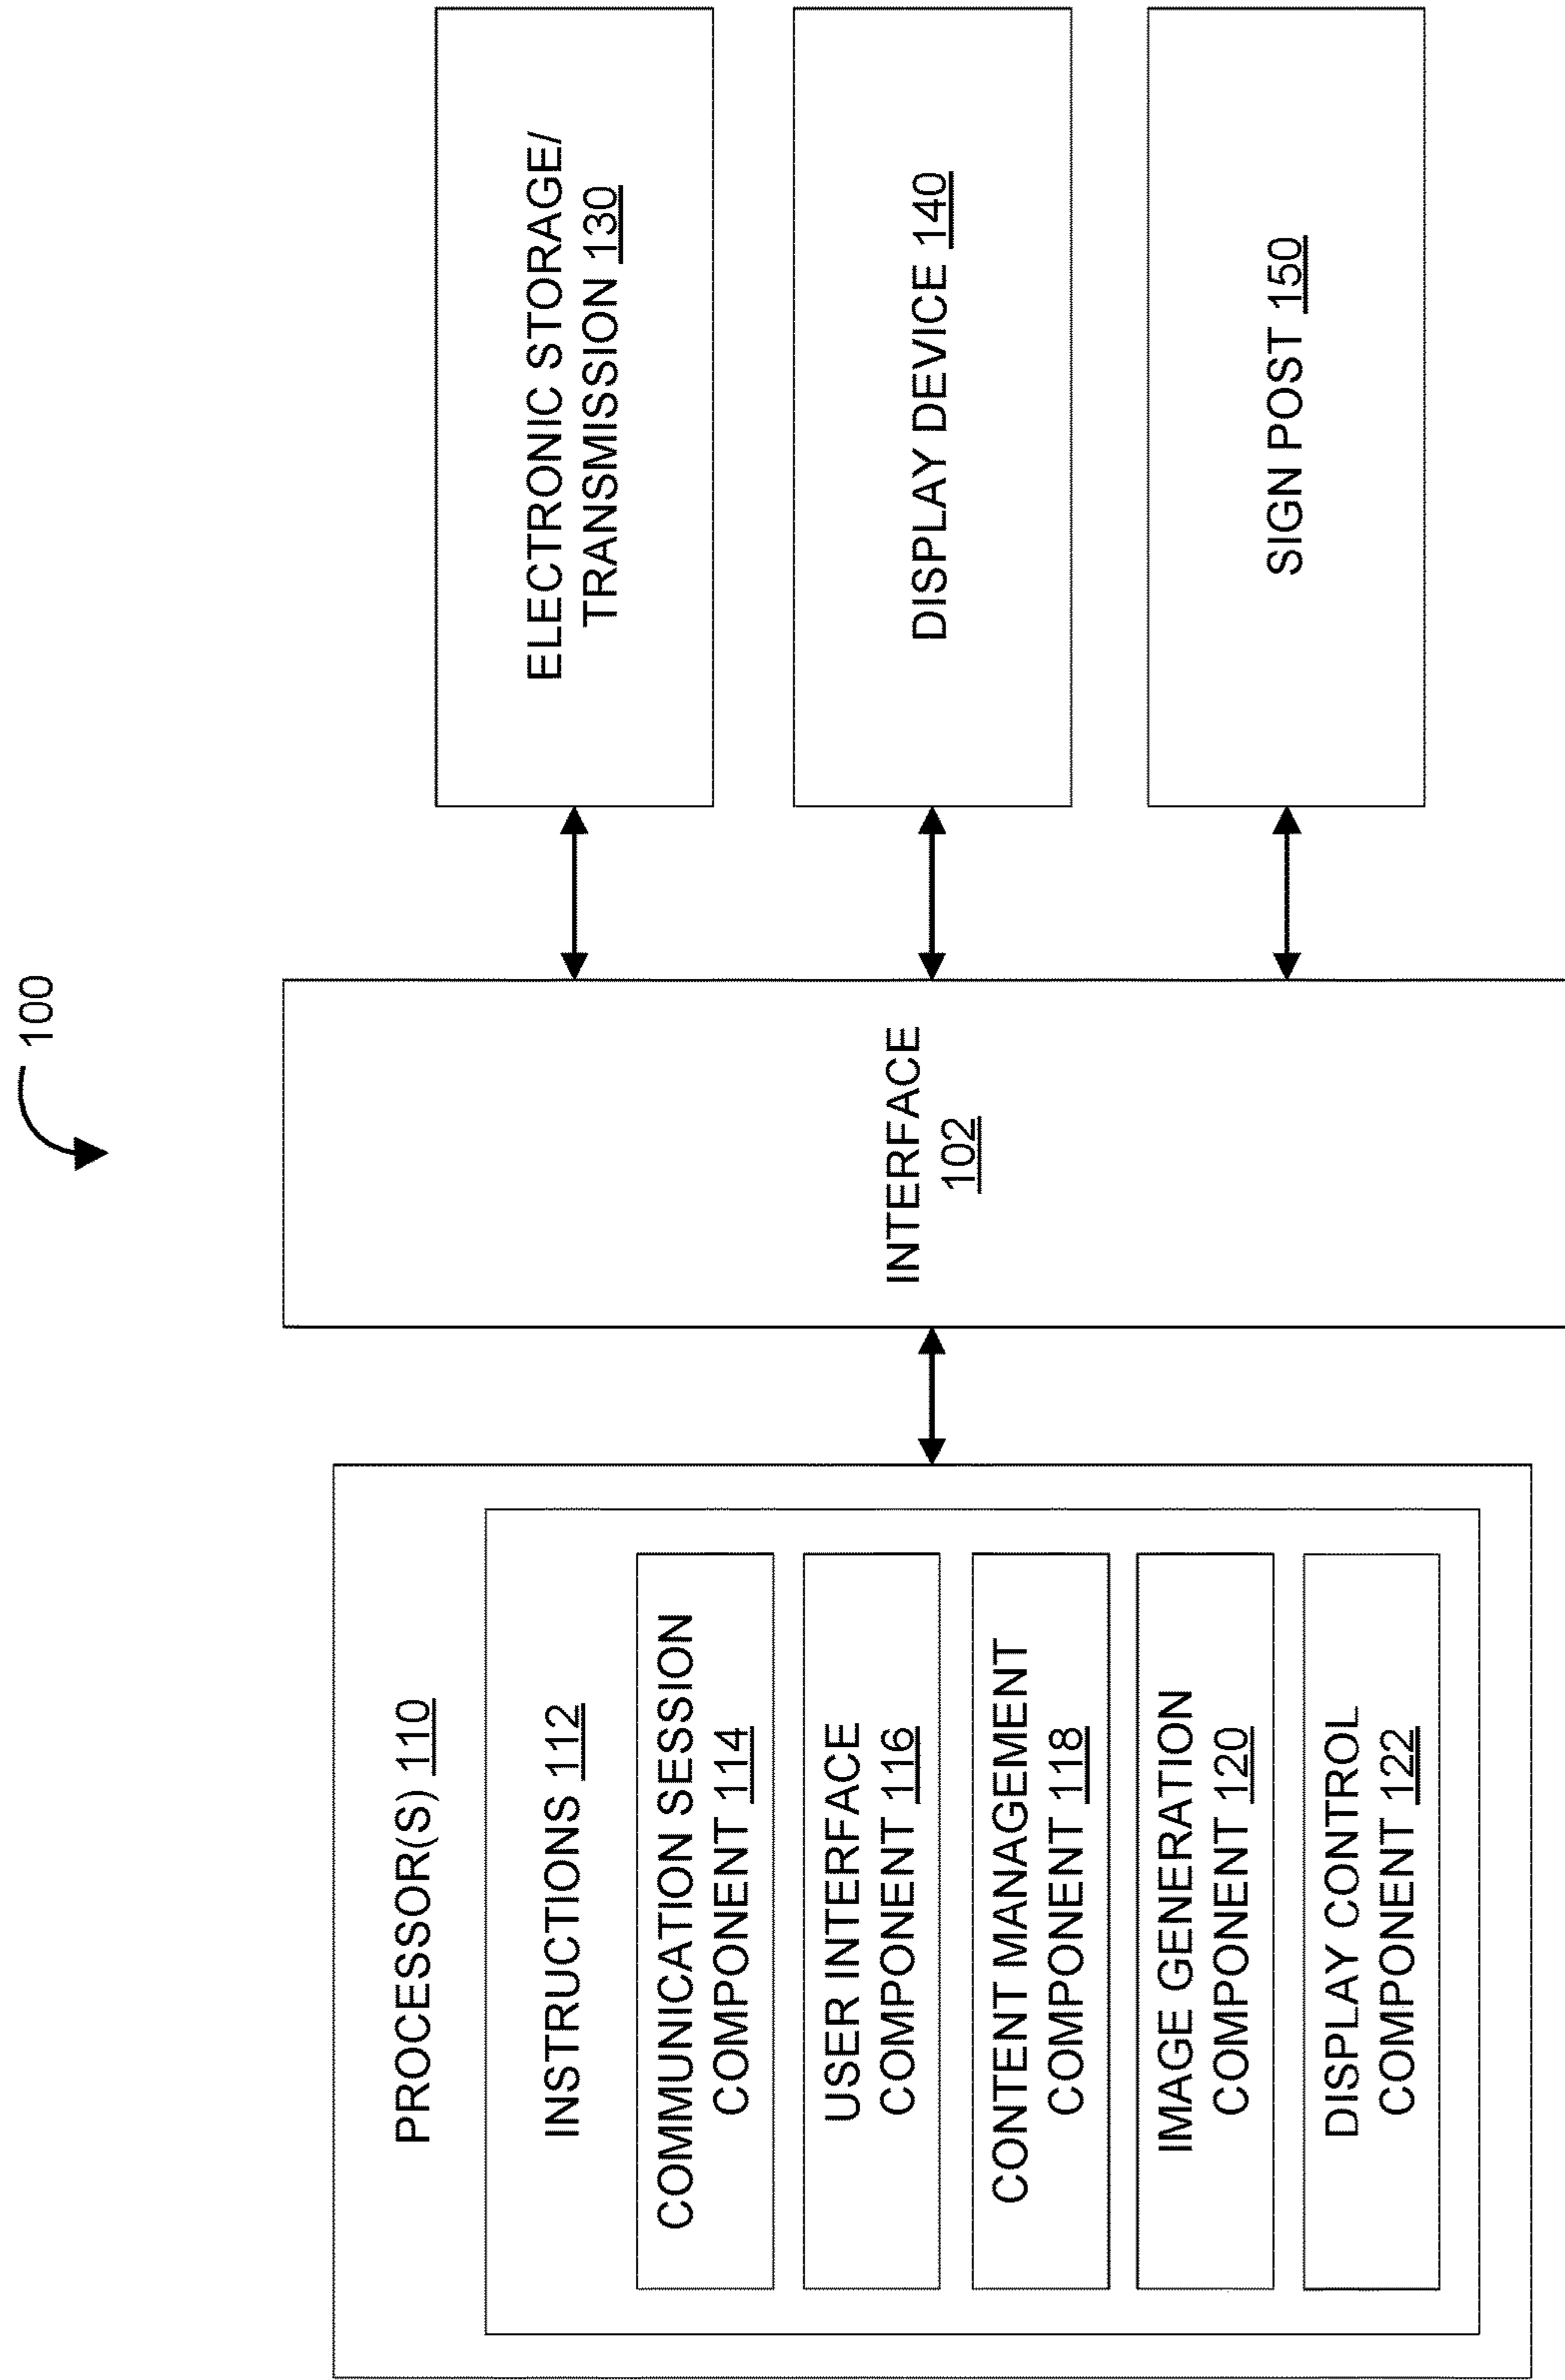 100
PROCESSOR(S) 110
INSTRUCTIONS 112
COMMUNICATION SESSION
COMPONENT 114
USER INTERFACE
COMPONENT 116
CONTENT MANAGEMENT
COMPONENT 118
IMAGE GENERATION
COMPONENT 120
DISPLAY CONTROL
COMPONENT 122
INTERFACE
102
ELECTRONIC STORAGE/
TRANSMISSION 130
DISPLAY DEVICE 140
SIGN POST 150